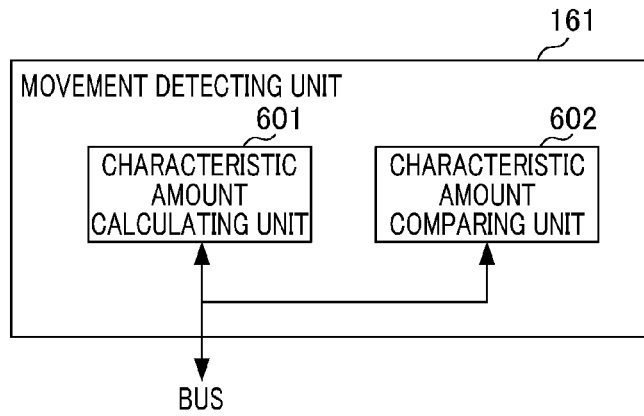 161
MOVEMENT DETECTING UNIT
601
CHARACTERISTIC
AMOUNT
CALCULATING UNIT
602
CHARACTERISTIC
AMOUNT
COMPARING UNIT
BUS